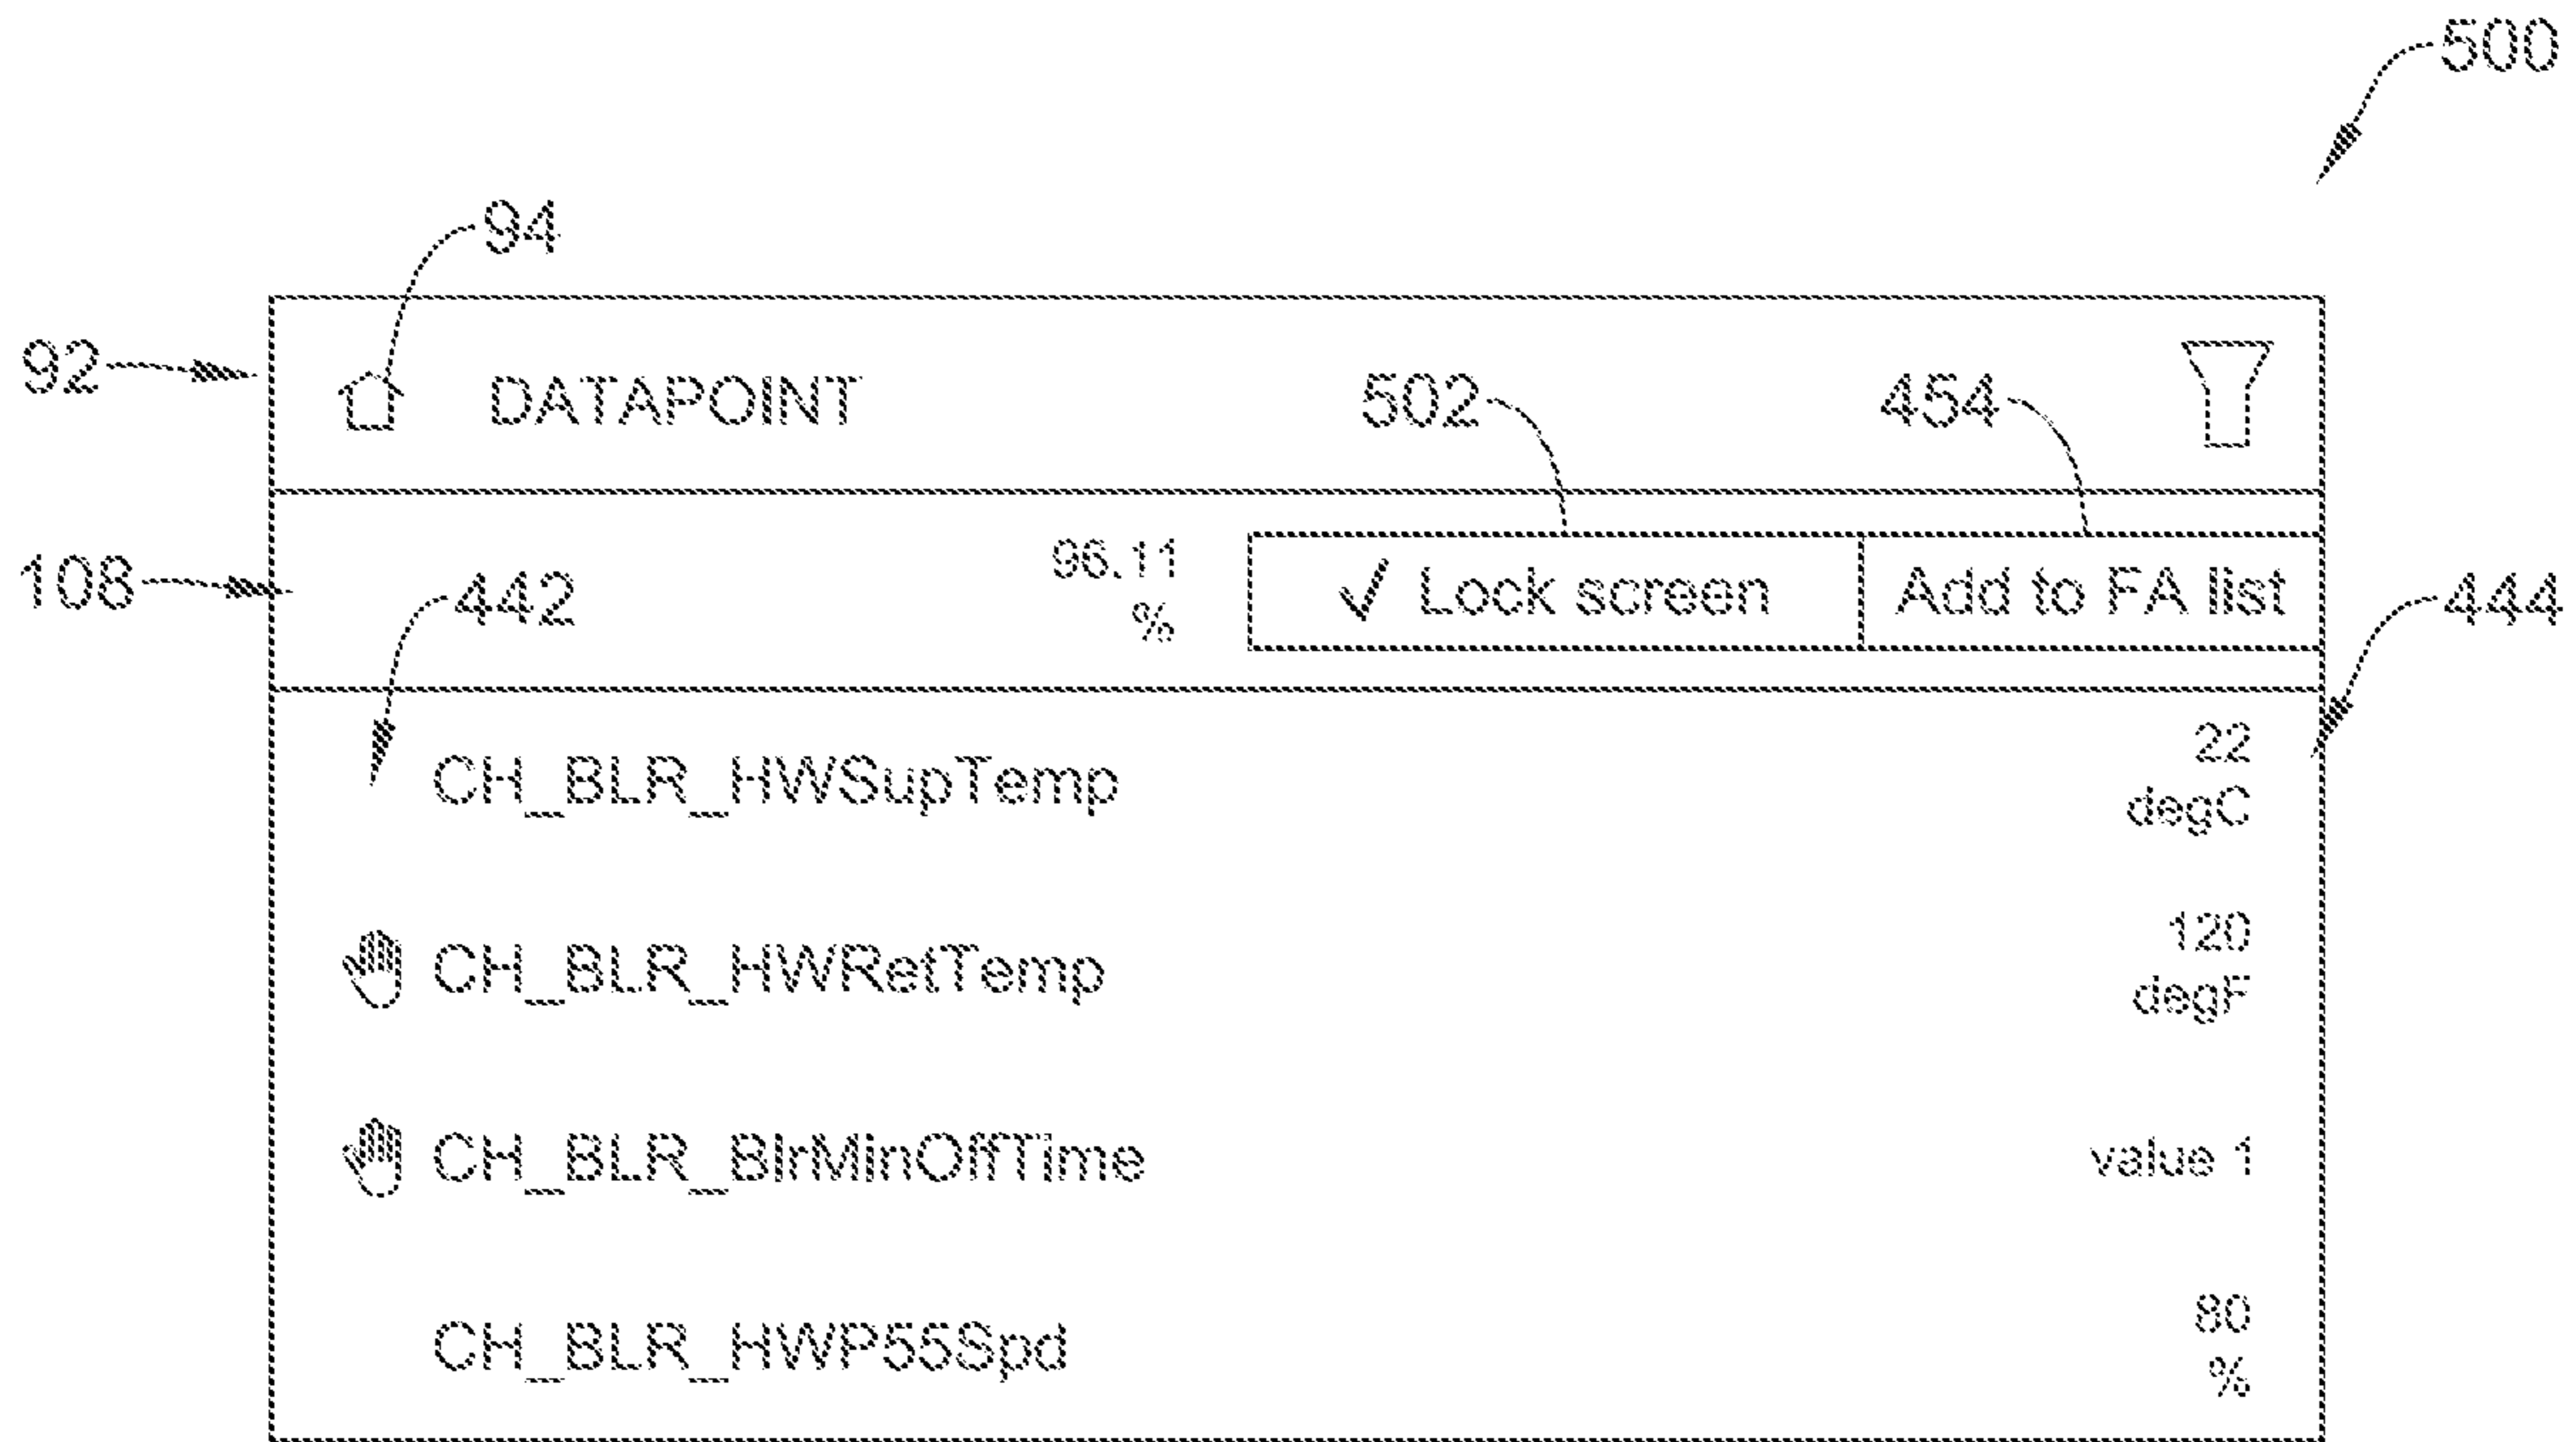 500
94
92
DATAPOINT
502
454
108
442
96.11
%
✓ Lock screen
Add to FA list
444
CH_BLR_HWSupTemp
22
degC
CH_BLR_HWRetTemp
120
degF
CH_BLR_BlrMinOffTime
value 1
CH_BLR_HWP55Spd
80
%